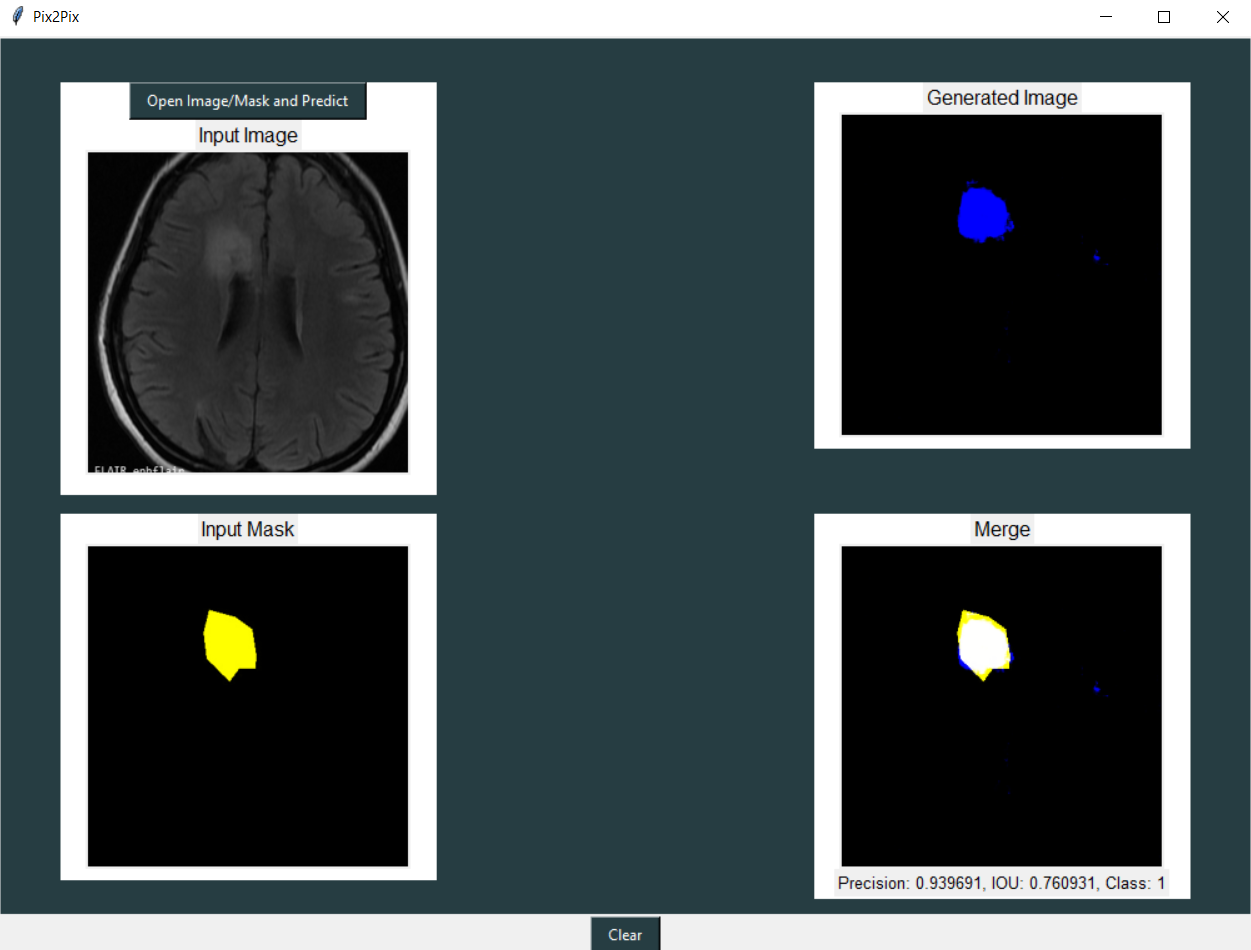 Pix2Pix
Open Image/Mask and Predict
Input Image
FLAIR ephflain
Input Mask
Generated Image
Merge
Precision: 0.939691, IOU: 0.760931, Class: 1
Clear